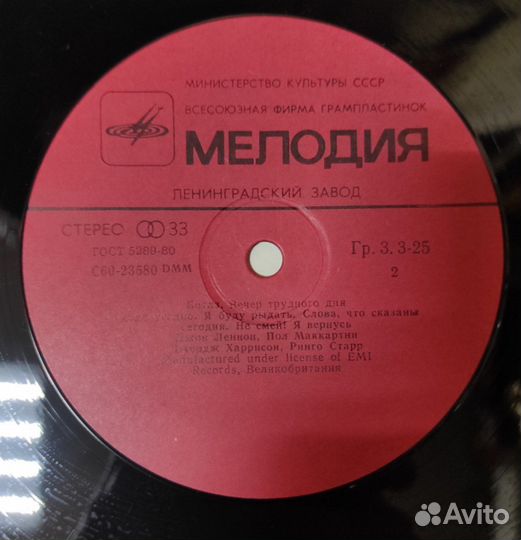 МИНИСТЕРСТВО КУЛЬТУРЫ СССР
ВСЕСОЮЗНАЯ ФИРМА ГРАМПЛАСТИНОК
МЕЛОДИЯ
ЛЕНИНГРАДСКИЙ ЗАВОД
СТЕРЕО 33
ГОСТ 5289-80
С60-23580 DMM
Гр. 3. 3-25
2
Битлз. Вечер трудного дня
Я буду рыдать. Слова, что сказаны
сегодня. Не смей! Я вернусь
Джон Леннон, Пол Маккартни
Джордж Харрисон, Ринго Старр
Manufactured under license of EMI
Records, Великобритания
Avito